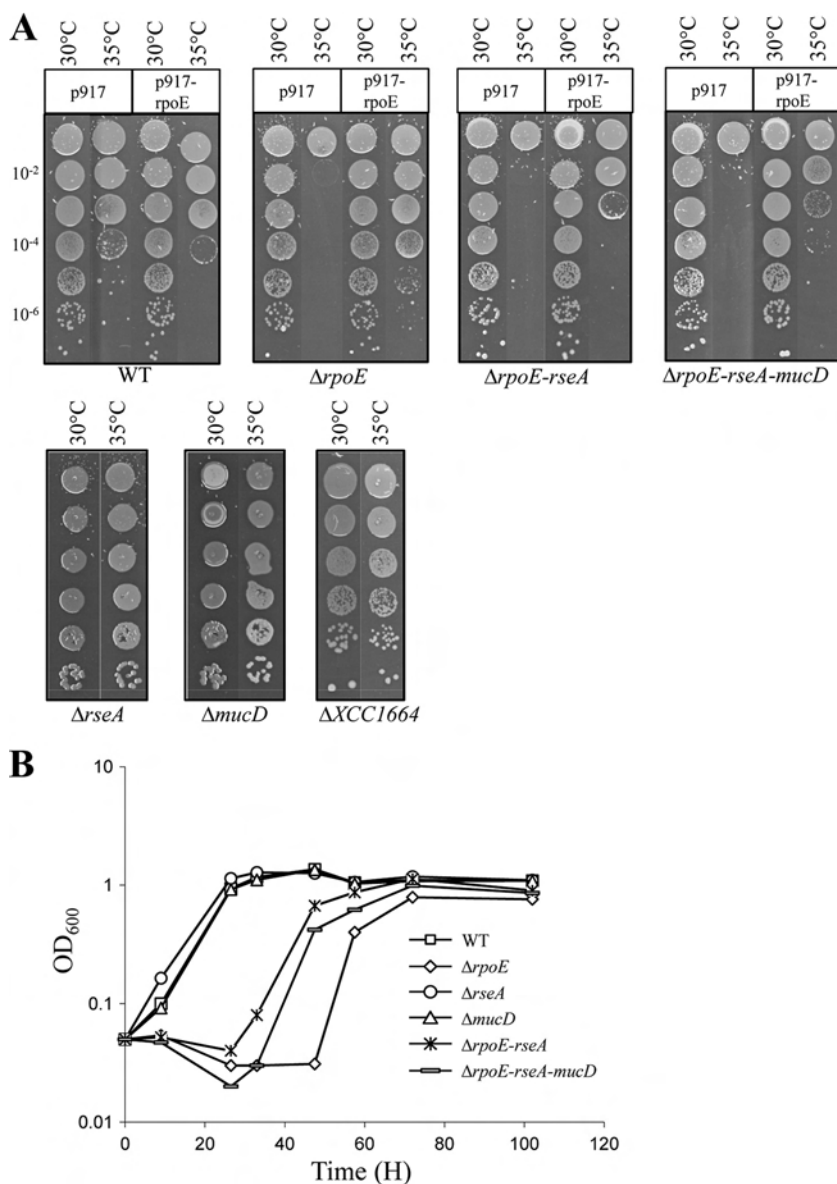 A
30°C 35°C 30°C 35°C 30°C 35°C 30°C 35°C 30°C 35°C 30°C 35°C 30°C 35°C 30°C 35°C
p917 p917-rpoE p917 p917-rpoE p917 p917-rpoE p917 p917-rpoE
10-2
10-4
10-6
WT ΔrpoE ΔrpoE-rseA ΔrpoE-rseA-mucD
30°C 35°C 30°C 35°C 30°C 35°C
ΔrseA ΔmucD ΔXCC1664
B
10
1
0.1
0.01
OD600
0 20 40 60 80 100 120
Time (H)
WT
ΔrpoE
ΔrseA
ΔmucD
ΔrpoE-rseA
ΔrpoE-rseA-mucD